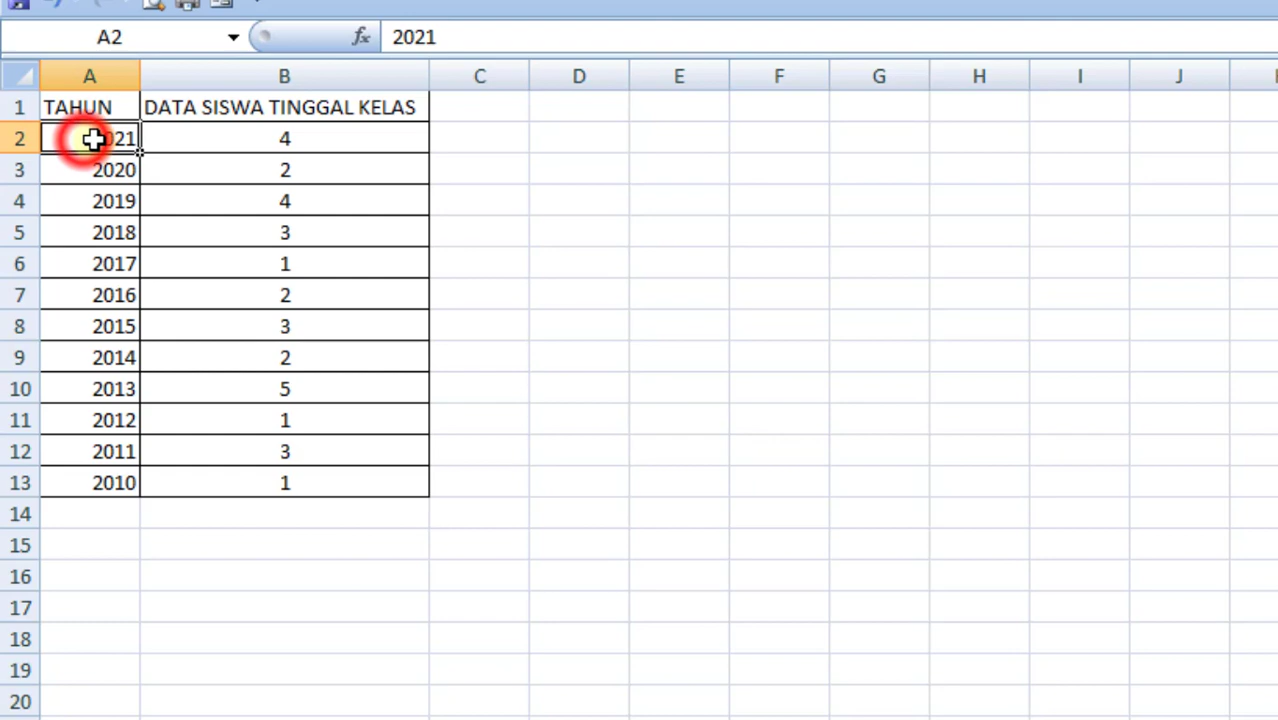 A2 fx 2021
A B C D E F G H I J
1 TAHUN DATA SISWA TINGGAL KELAS
2 021 4
3 2020 2
4 2019 4
5 2018 3
6 2017 1
7 2016 2
8 2015 3
9 2014 2
10 2013 5
11 2012 1
12 2011 3
13 2010 1
14
15
16
17
18
19
20